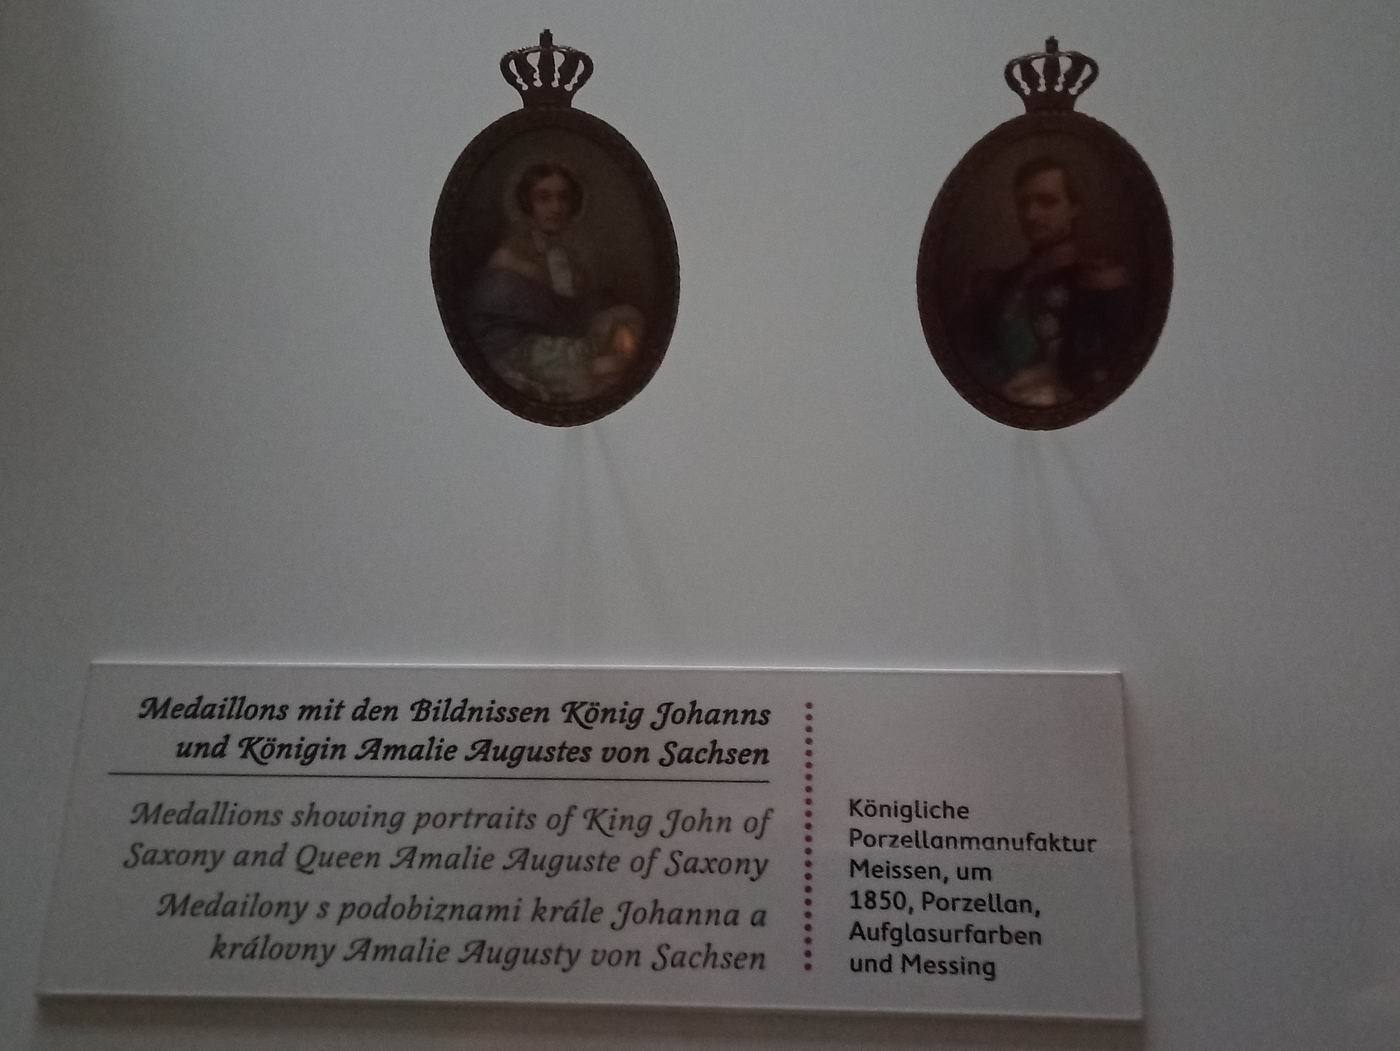 Medaillons mit den Bildnissen König Johanns
und Königin Amalie Augustes von Sachsen
Medallions showing portraits of King John of
Saxony and Queen Amalie Auguste of Saxony
Medailony s podobiznami krále Johanna a
královny Amalie Augusty von Sachsen
Königliche
Porzellanmanufaktur
Meissen, um
1850, Porzellan,
Aufglasurfarben
und Messing